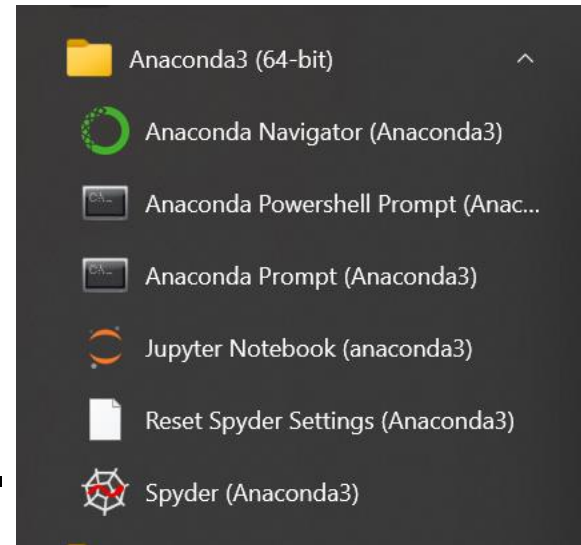 Anaconda3 (64-bit)
Anaconda Navigator (Anaconda3)
Anaconda Powershell Prompt (Anac...
Anaconda Prompt (Anaconda3)
Jupyter Notebook (anaconda3)
Reset Spyder Settings (Anaconda3)
Spyder (Anaconda3)